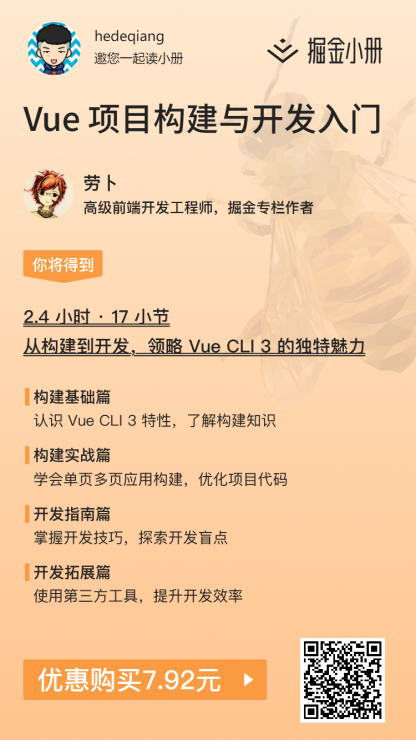 hedeqiang
邀您一起读小册
掘金小册
Vue 项目构建与开发入门
劳卜
高级前端开发工程师，掘金专栏作者
你将得到
2.4 小时 · 17 小节
从构建到开发，领略 Vue CLI 3 的独特魅力
构建基础篇
认识 Vue CLI 3 特性，了解构建知识
构建实战篇
学会单页多页应用构建，优化项目代码
开发指南篇
掌握开发技巧，探索开发盲点
开发拓展篇
使用第三方工具，提升开发效率
优惠购买7.92元